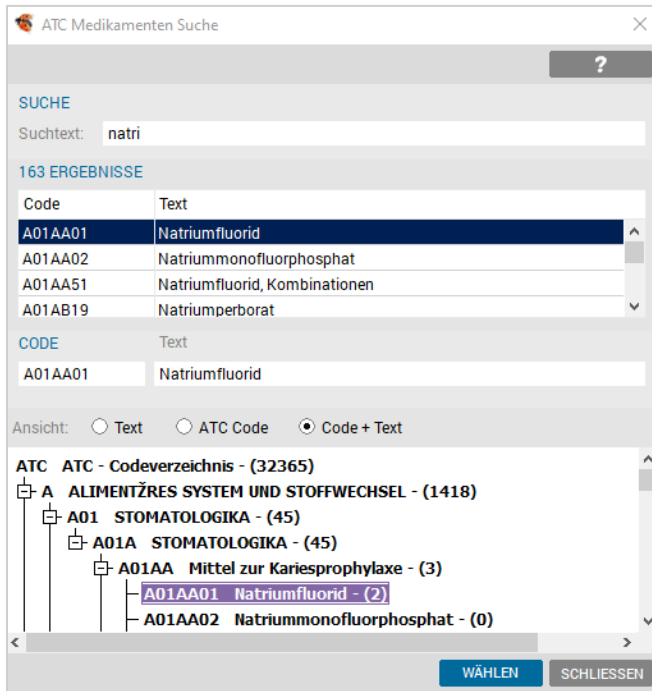 ATC Medikamenten Suche
?
SUCHE
Suchtext: natri
163 ERGEBNISSE
Code Text
A01AA01 Natriumfluorid
A01AA02 Natriummonofluorphosphat
A01AA51 Natriumfluorid, Kombinationen
A01AB19 Natriumperborat
CODE Text
A01AA01 Natriumfluorid
Ansicht: Text ATC Code Code + Text
ATC ATC - Codeverzeichnis - (32365)
A ALIMENTŽRES SYSTEM UND STOFFWECHSEL - (1418)
A01 STOMATOLOGIKA - (45)
A01A STOMATOLOGIKA - (45)
A01AA Mittel zur Kariesprophylaxe - (3)
A01AA01 Natriumfluorid - (2)
A01AA02 Natriummonofluorphosphat - (0)
WÄHLEN SCHLIESSEN